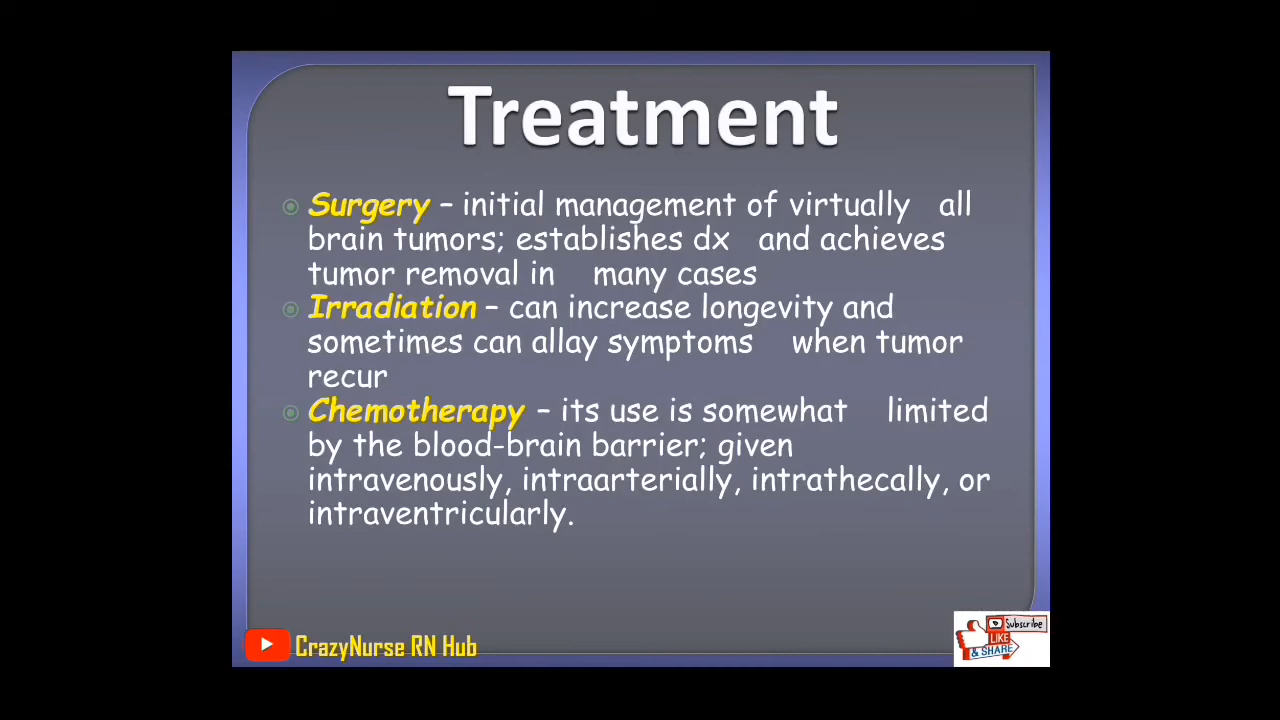 Treatment
Surgery – initial management of virtually all
brain tumors; establishes dx and achieves
tumor removal in many cases
Irradiation – can increase longevity and
sometimes can allay symptoms when tumor
recur
Chemotherapy – its use is somewhat limited
by the blood-brain barrier; given
intravenously, intraarterially, intrathecally, or
intraventricularly.
CrazyNurse RN Hub
Subscribe
LIKE
& SHARE